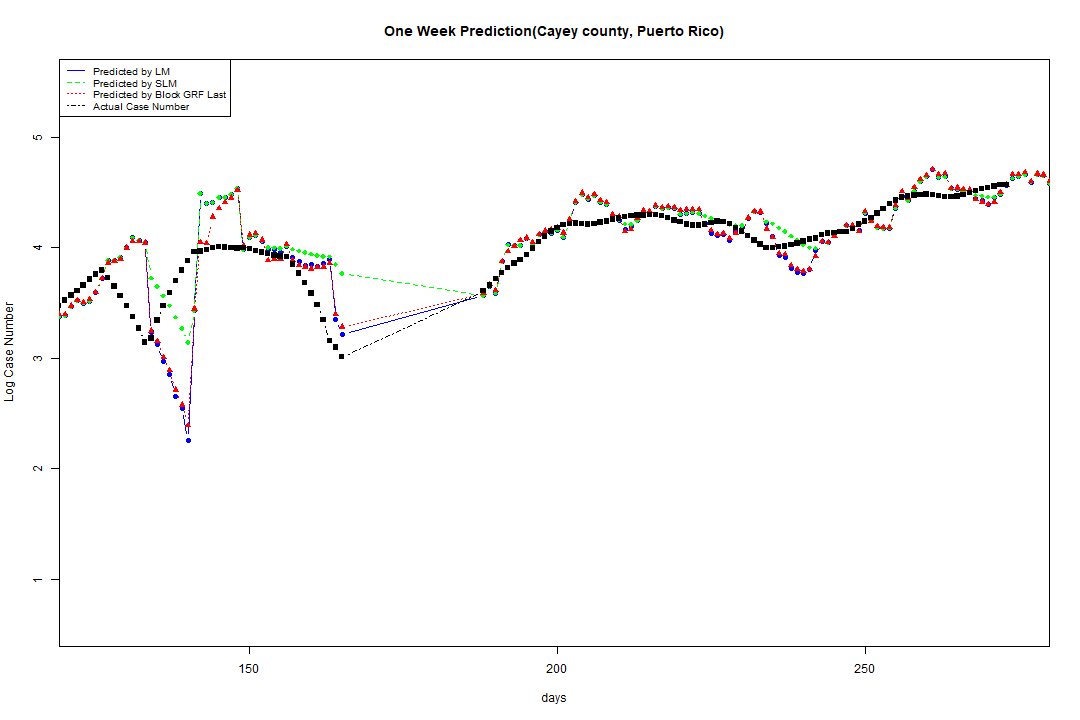 One Week Prediction(Cayey county, Puerto Rico)
Predicted by LM
Predicted by SLM
Predicted by Block GRF Last
Actual Case Number
5
4
3
2
1
Log Case Number
150 200 250
days